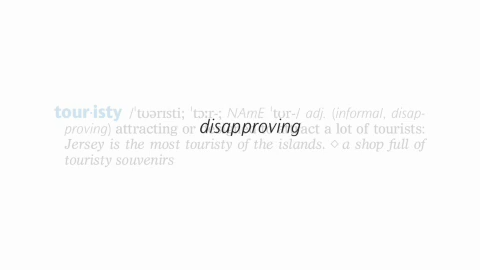 tour·isty /ˈtʊərɪsti; ˈtɔːr-; NAmE ˈtʊr-/ adj. (informal, disap-
proving) attracting or act a lot of tourists:
disapproving
Jersey is the most touristy of the islands. ◇ a shop full of
touristy souvenirs